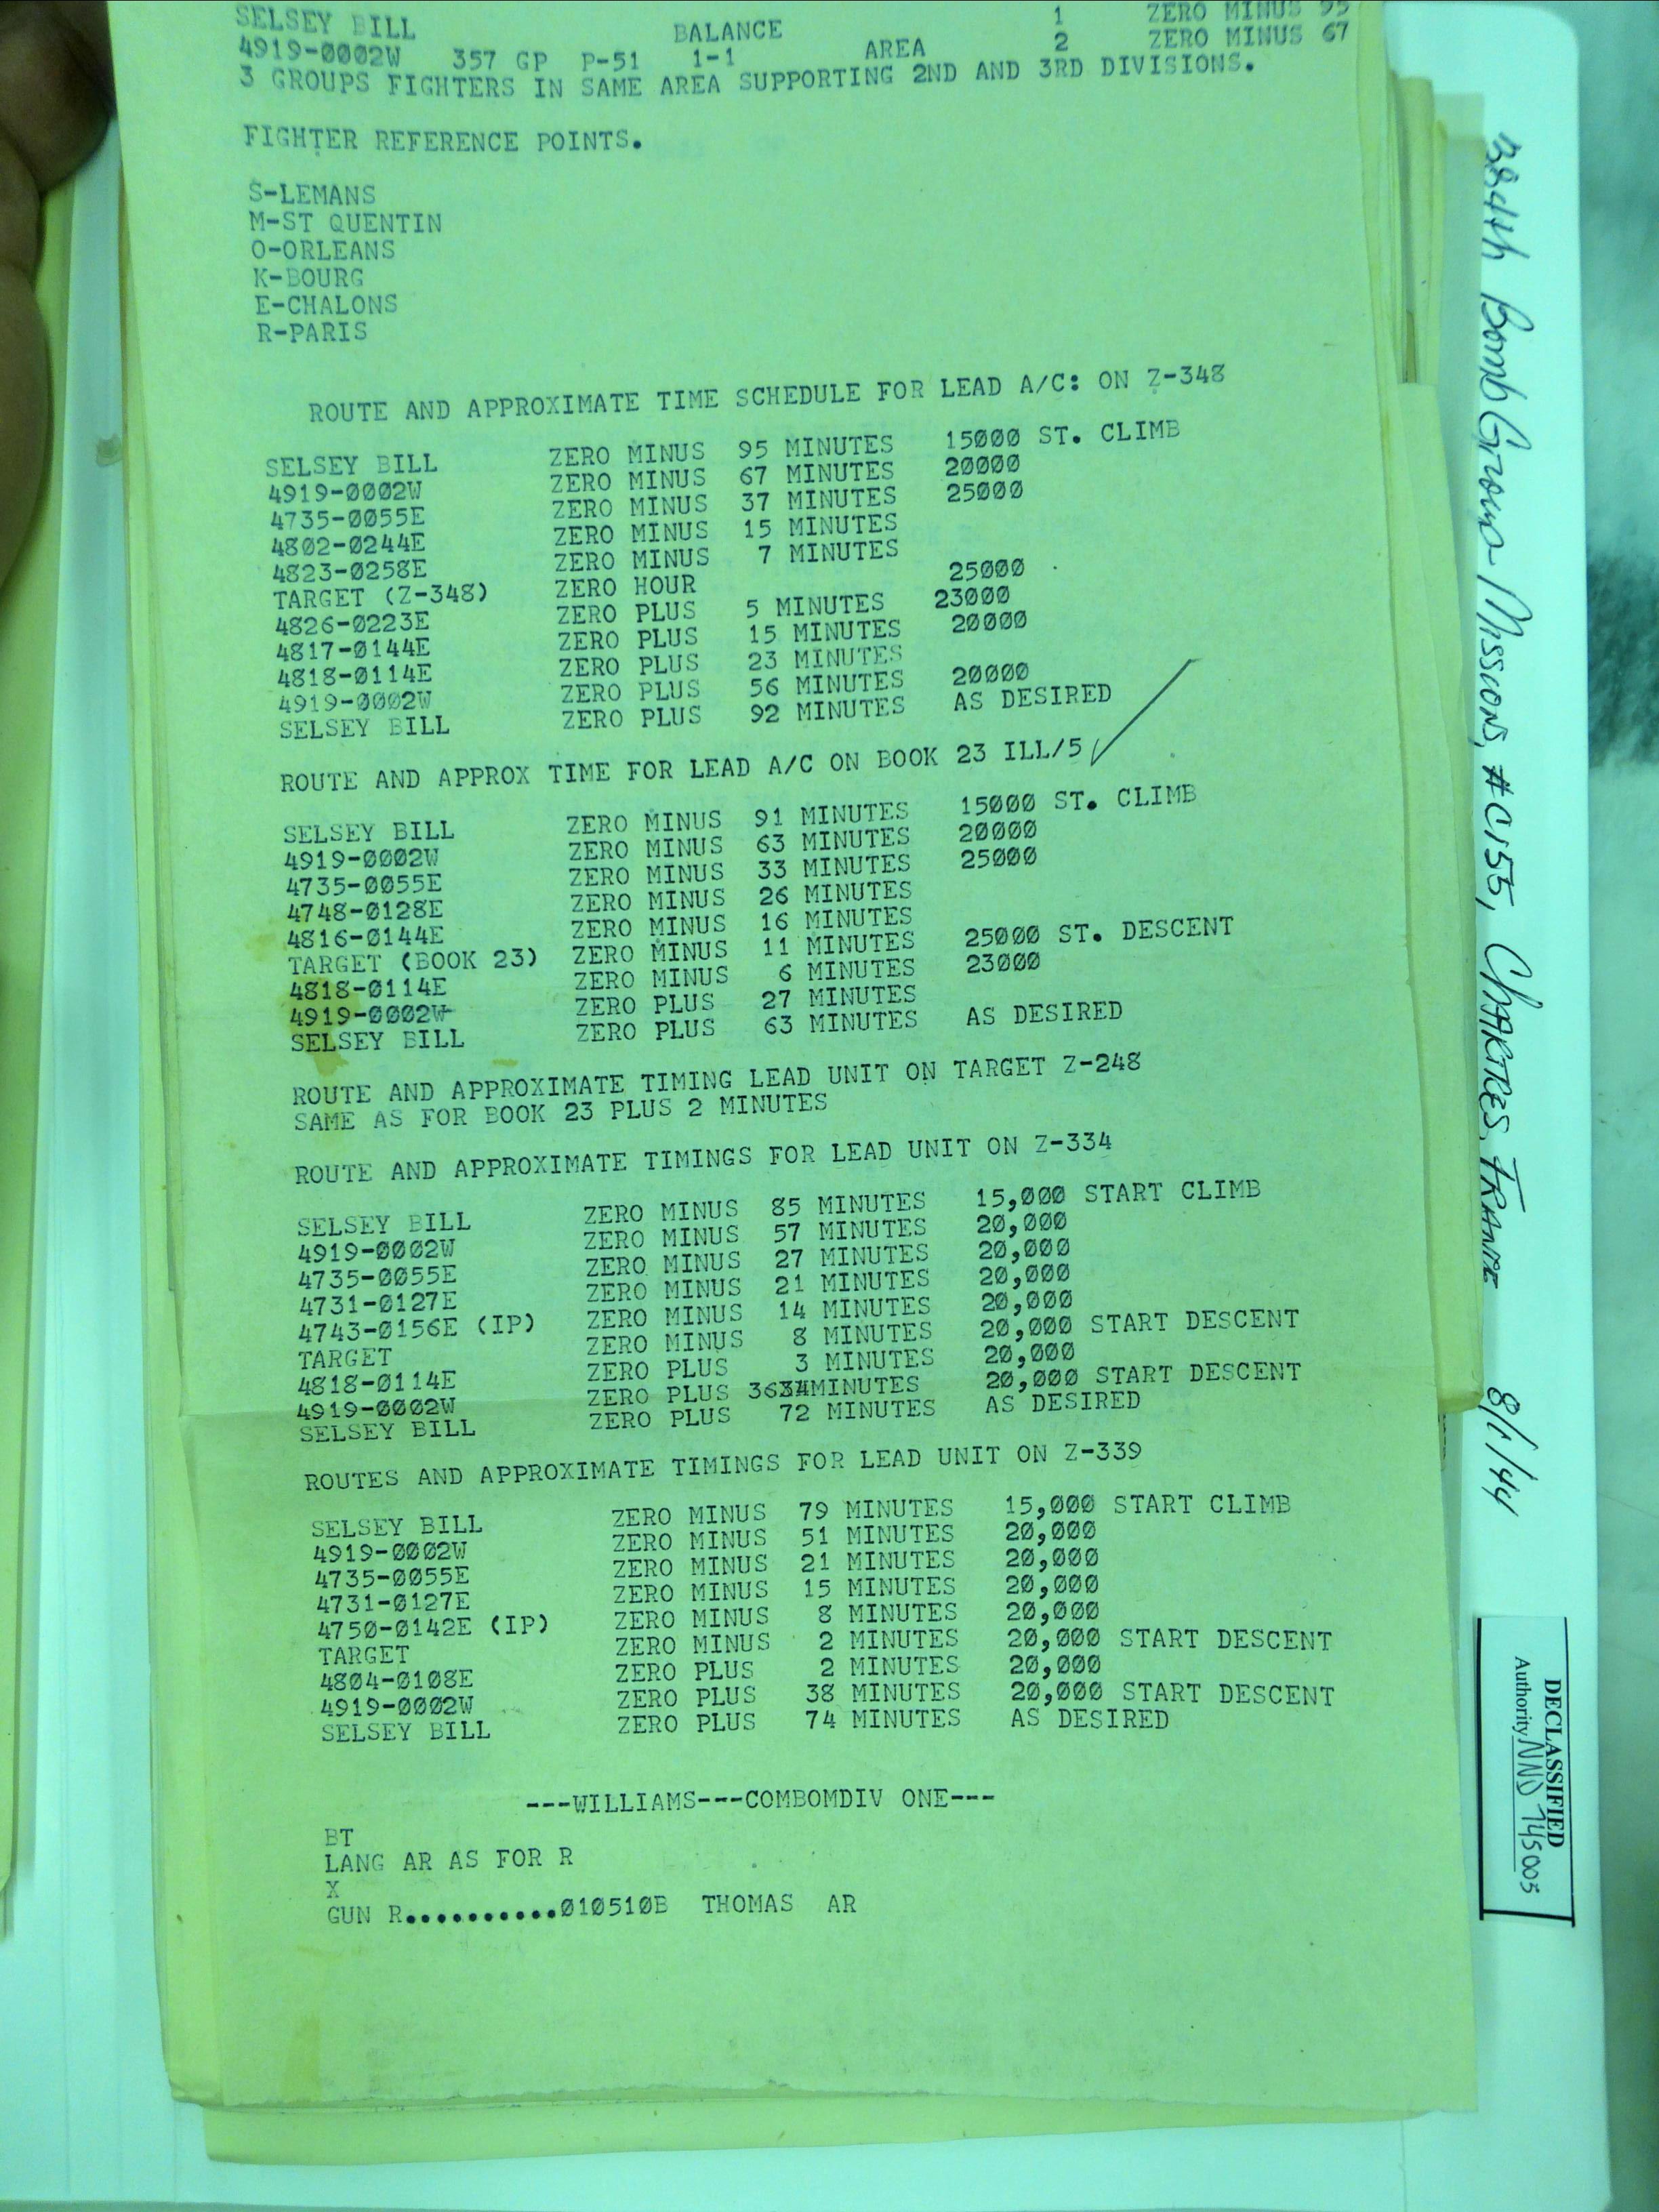 SELSEY BILL BALANCE 1 ZERO MINUS 95
4919-0002W 357 GP P-51 1-1 AREA 2 ZERO MINUS 67
3 GROUPS FIGHTERS IN SAME AREA SUPPORTING 2ND AND 3RD DIVISIONS.
FIGHTER REFERENCE POINTS.
S-LEMANS
M-ST QUENTIN
O-ORLEANS
K-BOURG
E-CHALONS
R-PARIS
ROUTE AND APPROXIMATE TIME SCHEDULE FOR LEAD A/C: ON Z-348
SELSEY BILL ZERO MINUS 95 MINUTES 15000 ST. CLIMB
4919-0002W ZERO MINUS 67 MINUTES 20000
4735-0055E ZERO MINUS 37 MINUTES 25000
4802-0244E ZERO MINUS 15 MINUTES
4823-0258E ZERO MINUS 7 MINUTES
TARGET (Z-348) ZERO HOUR 25000
4826-0223E ZERO PLUS 5 MINUTES 23000
4817-0144E ZERO PLUS 15 MINUTES 20000
4818-0114E ZERO PLUS 23 MINUTES
4919-0002W ZERO PLUS 56 MINUTES 20000
SELSEY BILL ZERO PLUS 92 MINUTES AS DESIRED
ROUTE AND APPROX TIME FOR LEAD A/C ON BOOK 23 ILL/5
SELSEY BILL ZERO MINUS 91 MINUTES 15000 ST. CLIMB
4919-0002W ZERO MINUS 63 MINUTES 20000
4735-0055E ZERO MINUS 33 MINUTES 25000
4748-0128E ZERO MINUS 26 MINUTES
4816-0144E ZERO MINUS 16 MINUTES
TARGET (BOOK 23) ZERO MINUS 11 MINUTES 25000 ST. DESCENT
4818-0114E ZERO MINUS 6 MINUTES 23000
4919-0002W ZERO PLUS 27 MINUTES
SELSEY BILL ZERO PLUS 63 MINUTES AS DESIRED
ROUTE AND APPROXIMATE TIMING LEAD UNIT ON TARGET Z-248
SAME AS FOR BOOK 23 PLUS 2 MINUTES
ROUTE AND APPROXIMATE TIMINGS FOR LEAD UNIT ON Z-334
SELSEY BILL ZERO MINUS 85 MINUTES 15,000 START CLIMB
4919-0002W ZERO MINUS 57 MINUTES 20,000
4735-0055E ZERO MINUS 27 MINUTES 20,000
4731-0127E ZERO MINUS 21 MINUTES 20,000
4743-0156E (IP) ZERO MINUS 14 MINUTES 20,000
TARGET ZERO MINUS 8 MINUTES 20,000 START DESCENT
4818-0114E ZERO PLUS 3 MINUTES 20,000
4919-0002W ZERO PLUS MINUTES 20,000 START DESCENT
SELSEY BILL ZERO PLUS 72 MINUTES AS DESIRED
ROUTES AND APPROXIMATE TIMINGS FOR LEAD UNIT ON Z-339
SELSEY BILL ZERO MINUS 79 MINUTES 15,000 START CLIMB
4919-0002W ZERO MINUS 51 MINUTES 20,000
4735-0055E ZERO MINUS 21 MINUTES 20,000
4731-0127E ZERO MINUS 15 MINUTES 20,000
4750-0142E (IP) ZERO MINUS 8 MINUTES 20,000
TARGET ZERO MINUS 2 MINUTES 20,000 START DESCENT
4804-0108E ZERO PLUS 2 MINUTES 20,000
4919-0002W ZERO PLUS 38 MINUTES 20,000 START DESCENT
SELSEY BILL ZERO PLUS 74 MINUTES AS DESIRED
---WILLIAMS---COMBOMDIV ONE---
BT
LANG AR AS FOR R
X
GUN R..........010510B THOMAS AR
384th Bomb Group Mission, #C155, CHARTRES, FRANCE 8/1/44
DECLASSIFIED
Authority NND 745005